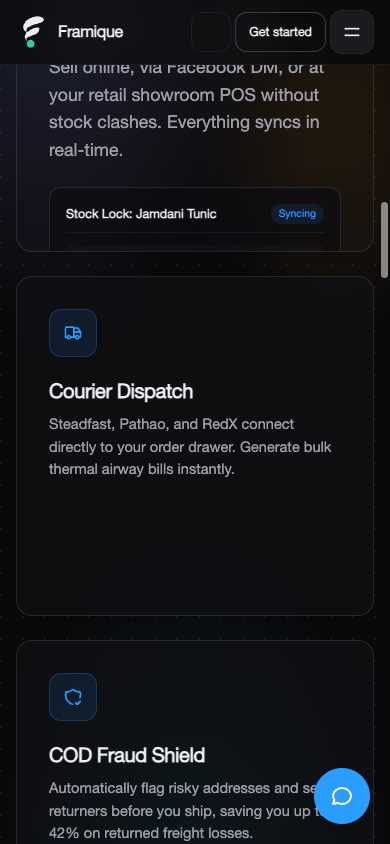 Framique
Get started
Sell online, via Facebook DM, or at
your retail showroom POS without
stock clashes. Everything syncs in
real-time.
Stock Lock: Jamdani Tunic
Syncing
Courier Dispatch
Steadfast, Pathao, and RedX connect
directly to your order drawer. Generate bulk
thermal airway bills instantly.
COD Fraud Shield
Automatically flag risky addresses and
returners before you ship, saving you up
42% on returned freight losses.